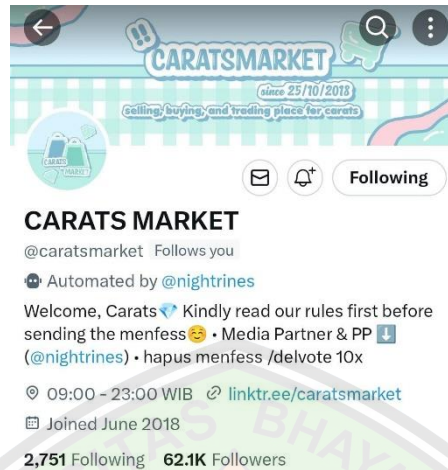 CARATSMARKET
since 25/10/2018
selling, buying, and trading place for carats
CARATS
MARKET
Following
CARATS MARKET
@caratsmarket Follows you
Automated by @nightrines
Welcome, Carats💎 Kindly read our rules first before
sending the menfess☺️ • Media Partner & PP ⬇️
(@nightrines) • hapus menfess /delvote 10x
09:00 - 23:00 WIB linktr.ee/caratsmarket
Joined June 2018
TAS BHAY
2,751 Following 62.1K Followers